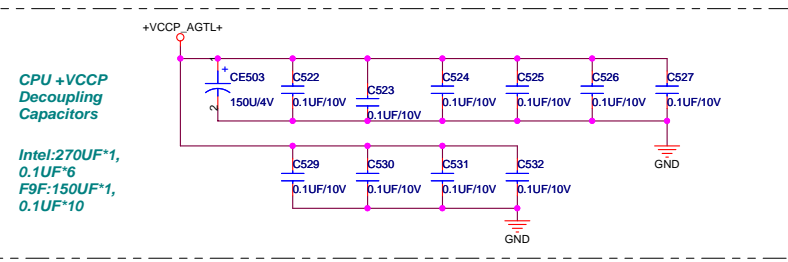 +VCCP_AGTL+
CPU +VCCP
Decoupling
Capacitors
Intel:270UF*1,
0.1UF*6
F9F:150UF*1,
0.1UF*10
1
+
CE503
150U/4V
2
C522
0.1UF/10V
C523
0.1UF/10V
C524
0.1UF/10V
C525
0.1UF/10V
C526
0.1UF/10V
C527
0.1UF/10V
GND
C529
0.1UF/10V
C530
0.1UF/10V
C531
0.1UF/10V
C532
0.1UF/10V
GND